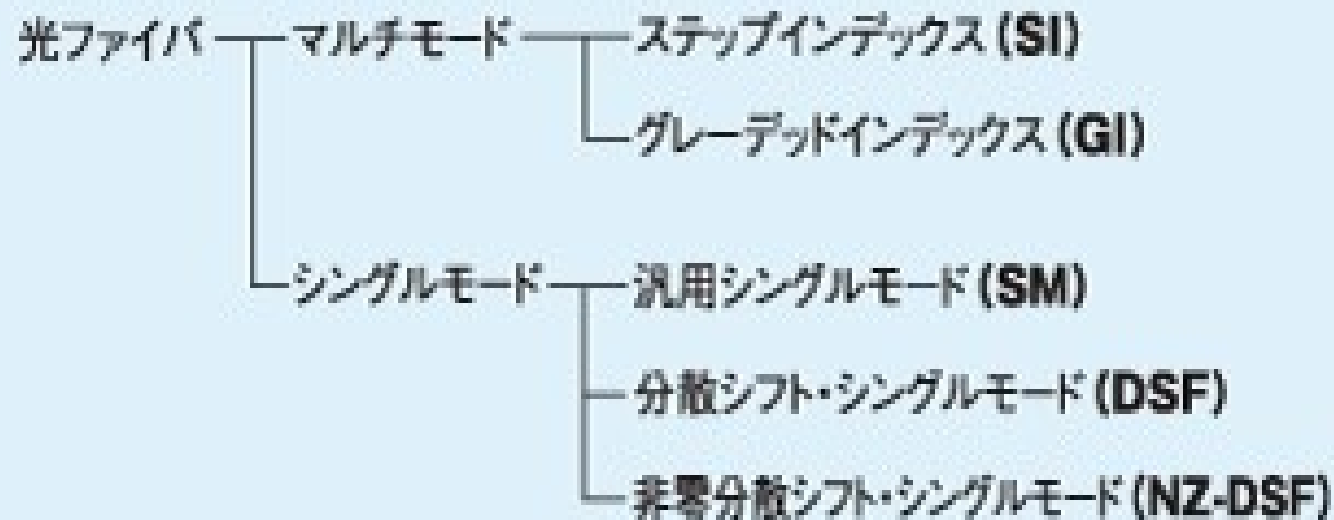 光ファイバ マルチモード ステップインデックス(SI)
グレーデッドインデックス(GI)
シングルモード 汎用シングルモード(SM)
分散シフト・シングルモード(DSF)
非零分散シフト・シングルモード(NZ-DSF)